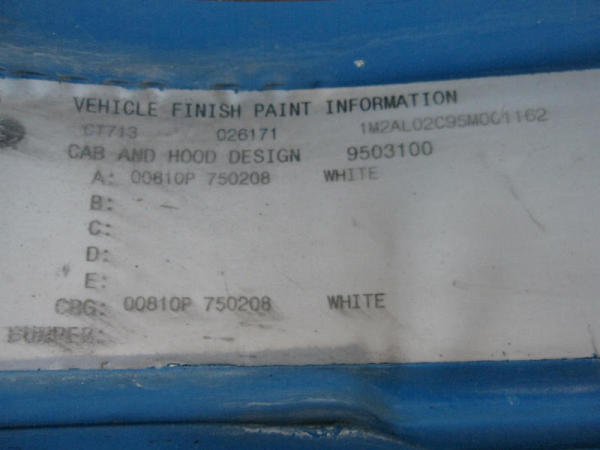 VEHICLE FINISH PAINT INFORMATION
CT713 026171 1M2AL02C95M001162
CAB AND HOOD DESIGN 9503100
A: 00810P 750208 WHITE
B:
C:
D:
E:
CBG: 00810P 750208 WHITE
BUMPER: